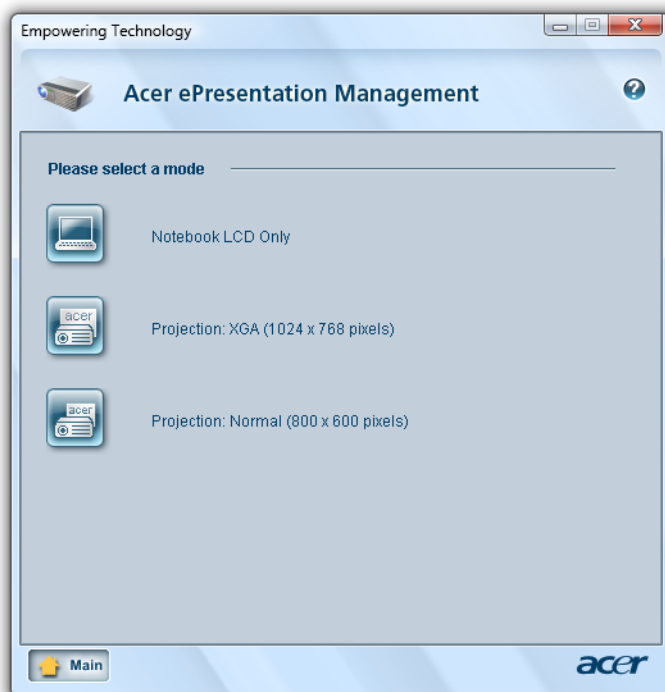 Empowering Technology
Acer ePresentation Management
Please select a mode
Notebook LCD Only
acer
Projection: XGA (1024 x 768 pixels)
acer
Projection: Normal (800 x 600 pixels)
Main
acer